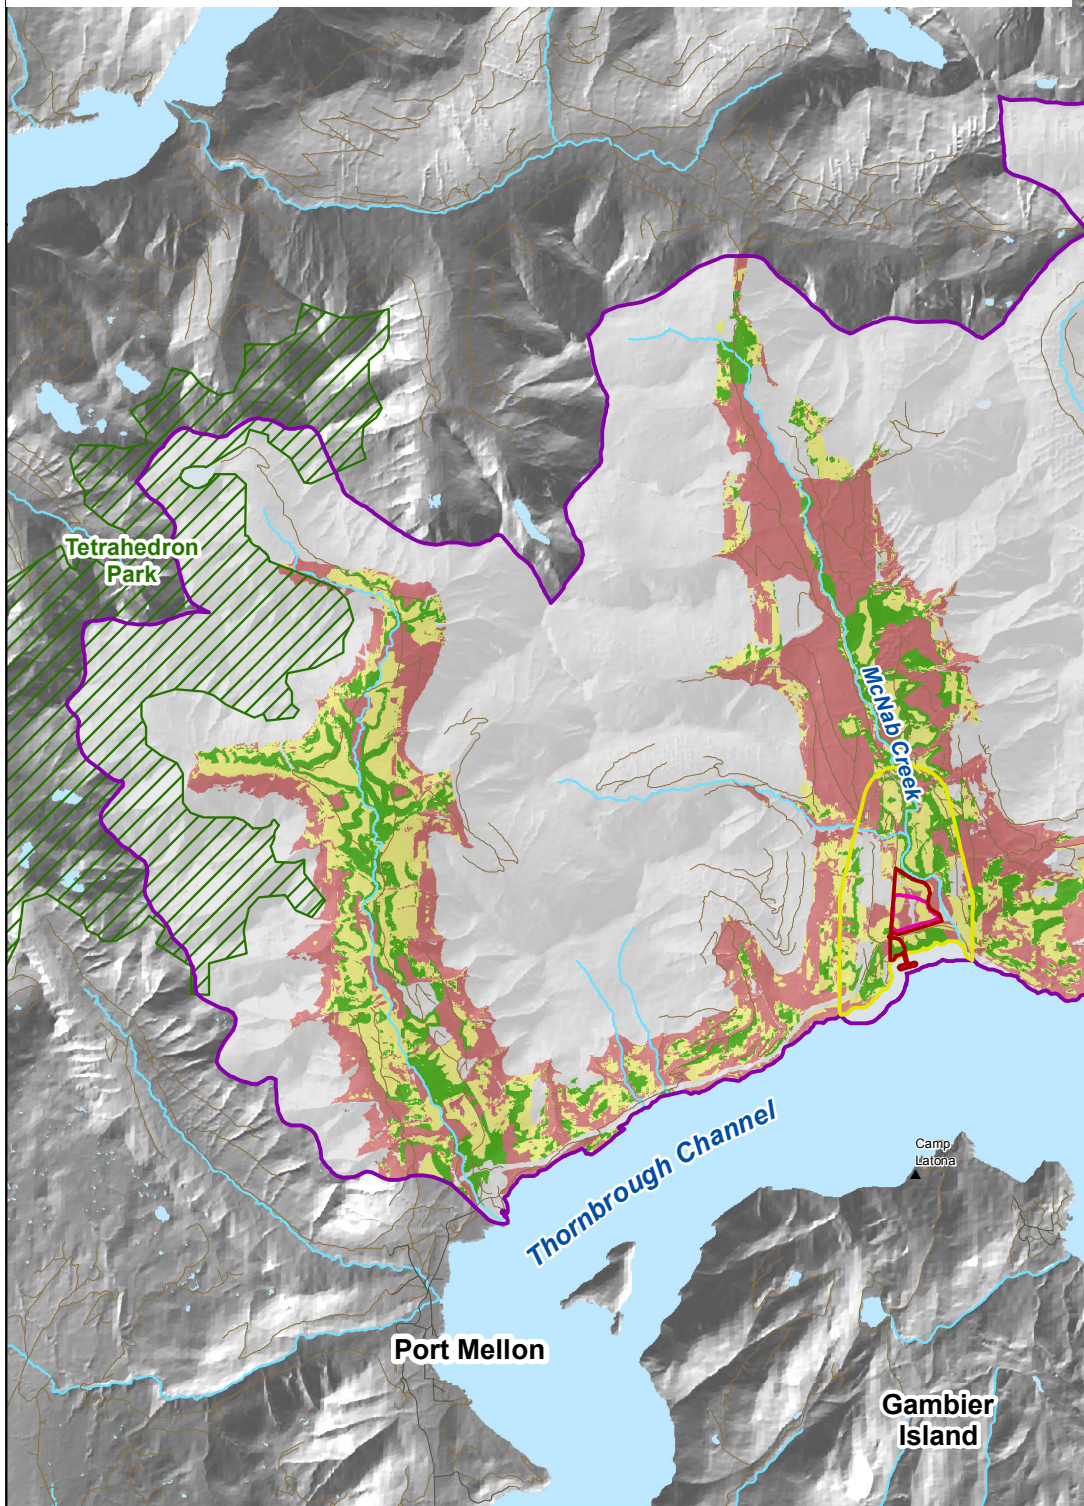 Tetrahedron
Park
McNab Creek
Thornbrough Channel
Camp
Latona
Port Mellon
Gambier
Island